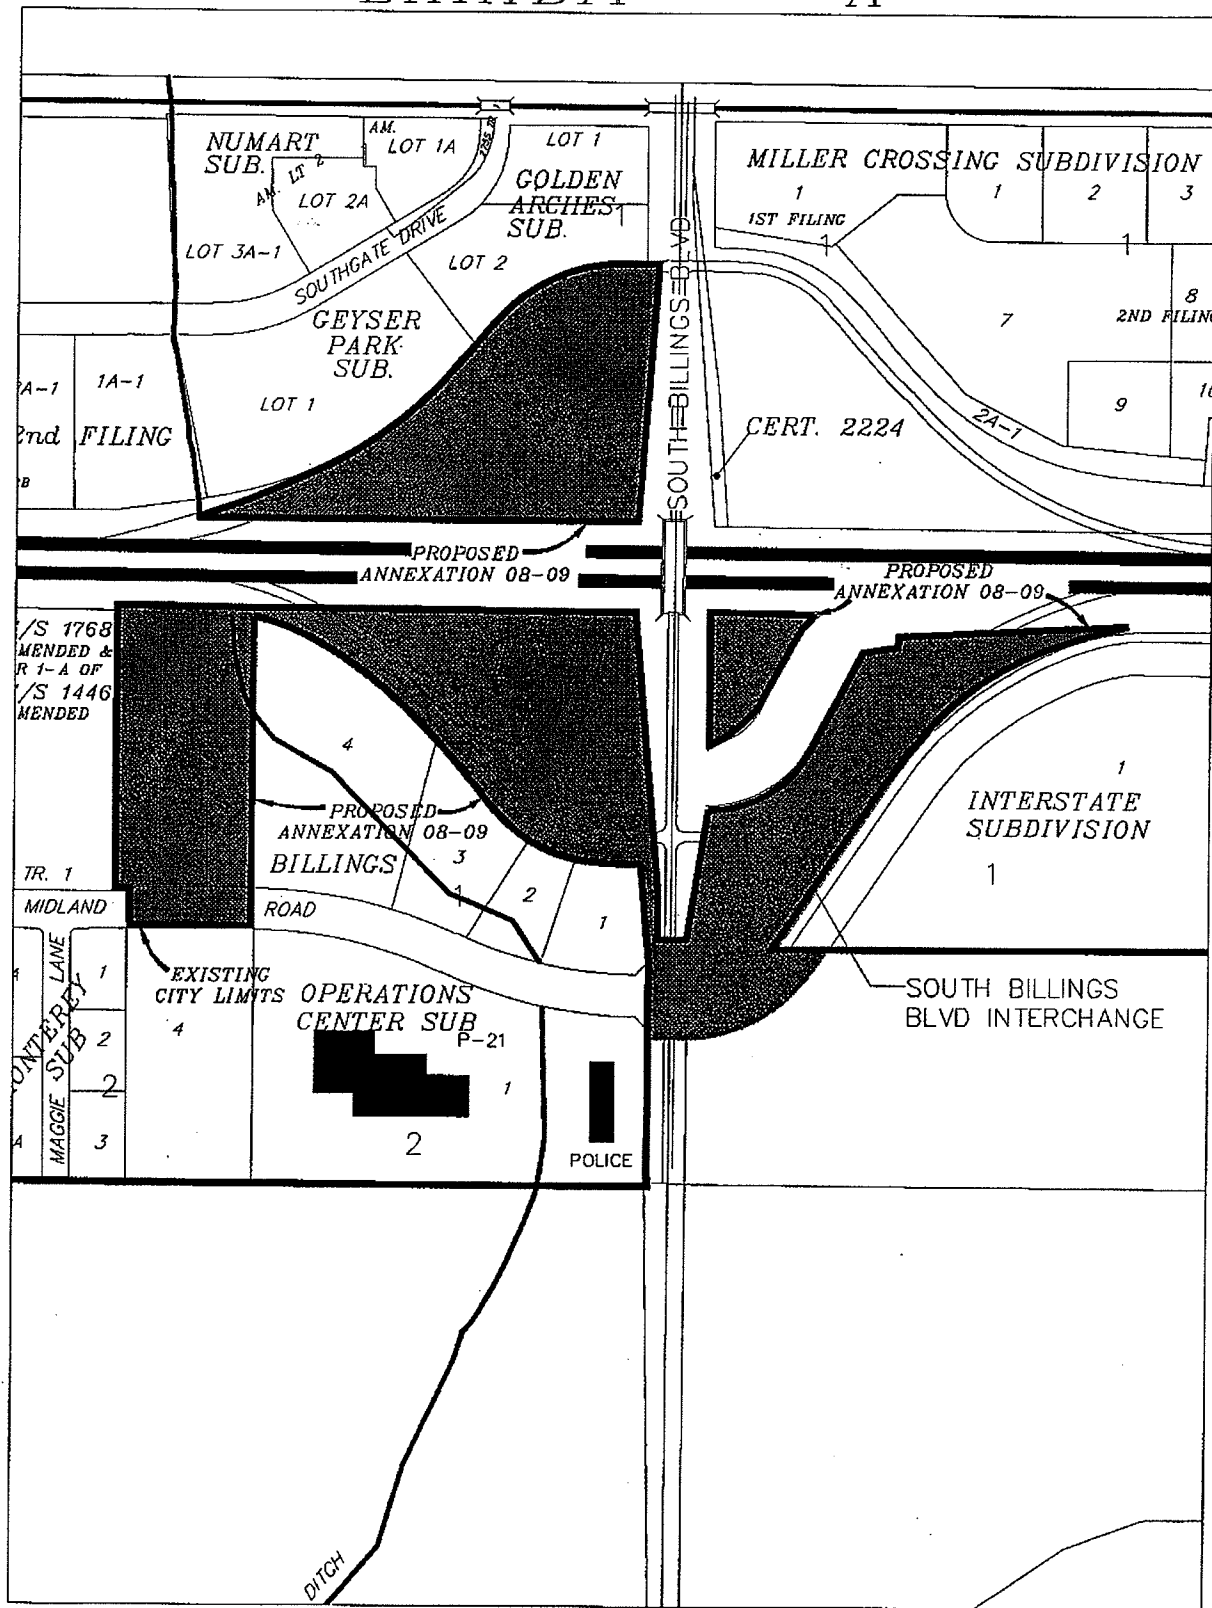 NUMART
SUB.
AM.
LOT 1A
AM. LT 2
LOT 2A
LOT 3A-1
SOUTHGATE DRIVE
LOT 1
GOLDEN
ARCHES
SUB.
1
LOT 2
GEYSER
PARK
SUB.
LOT 1
1A-1
2nd FILING
SOUTH BILLINGS BLVD
MILLER CROSSING SUBDIVISION
1
1
2
3
1ST FILING
1
1
7
8
2ND FILING
9
2A-1
CERT. 2224
PROPOSED
ANNEXATION 08-09
PROPOSED
ANNEXATION 08-09
/S 1768
MENDED &
R 1-A OF
/S 1446
MENDED
4
PROPOSED
ANNEXATION 08-09
BILLINGS
3
1
2
1
1
INTERSTATE
SUBDIVISION
1
TR. 1
MIDLAND
ROAD
EXISTING
CITY LIMITS
OPERATIONS
CENTER SUB
P-21
SOUTH BILLINGS
BLVD INTERCHANGE
MAGGIE LANE
ONTEREY
SUB
1
2
2
3
4
1
2
POLICE
DITCH